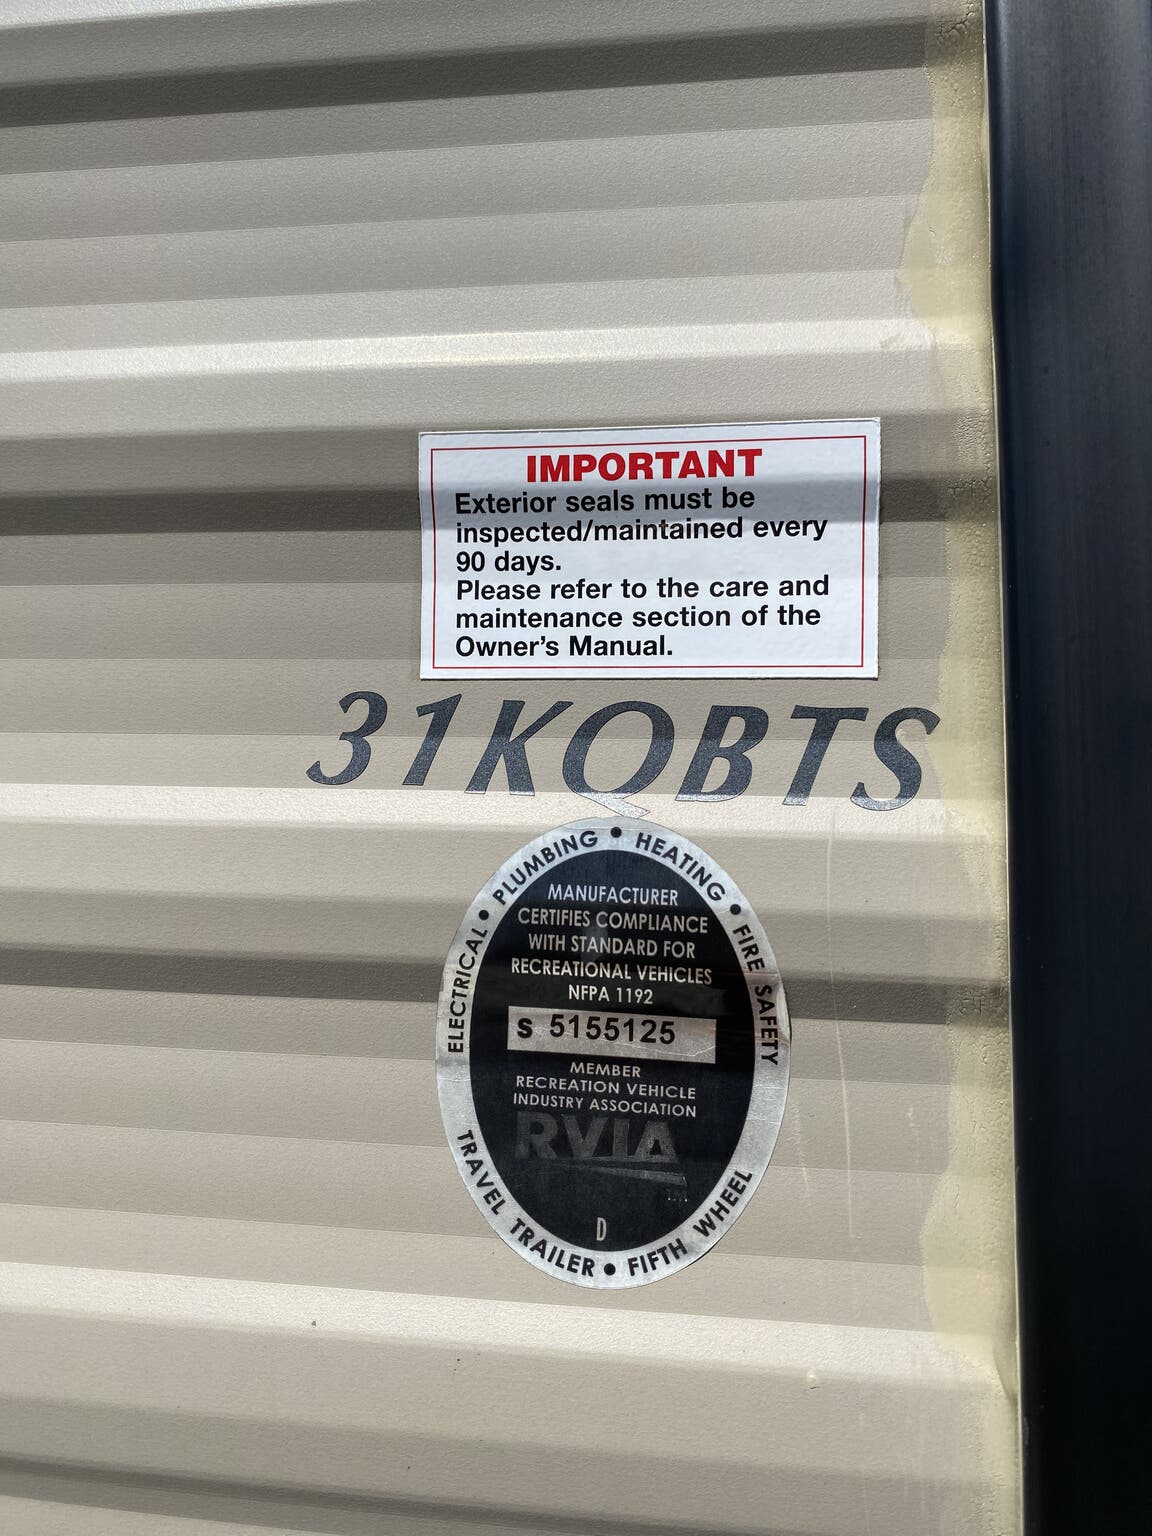 IMPORTANT
Exterior seals must be
inspected/maintained every
90 days.
Please refer to the care and
maintenance section of the
Owner's Manual.
31KQBTS
ELECTRICAL • PLUMBING • HEATING • FIRE SAFETY
MANUFACTURER
CERTIFIES COMPLIANCE
WITH STANDARD FOR
RECREATIONAL VEHICLES
NFPA 1192
S 5155125
MEMBER
RECREATION VEHICLE
INDUSTRY ASSOCIATION
RVIA
TM
D
TRAVEL TRAILER • FIFTH WHEEL